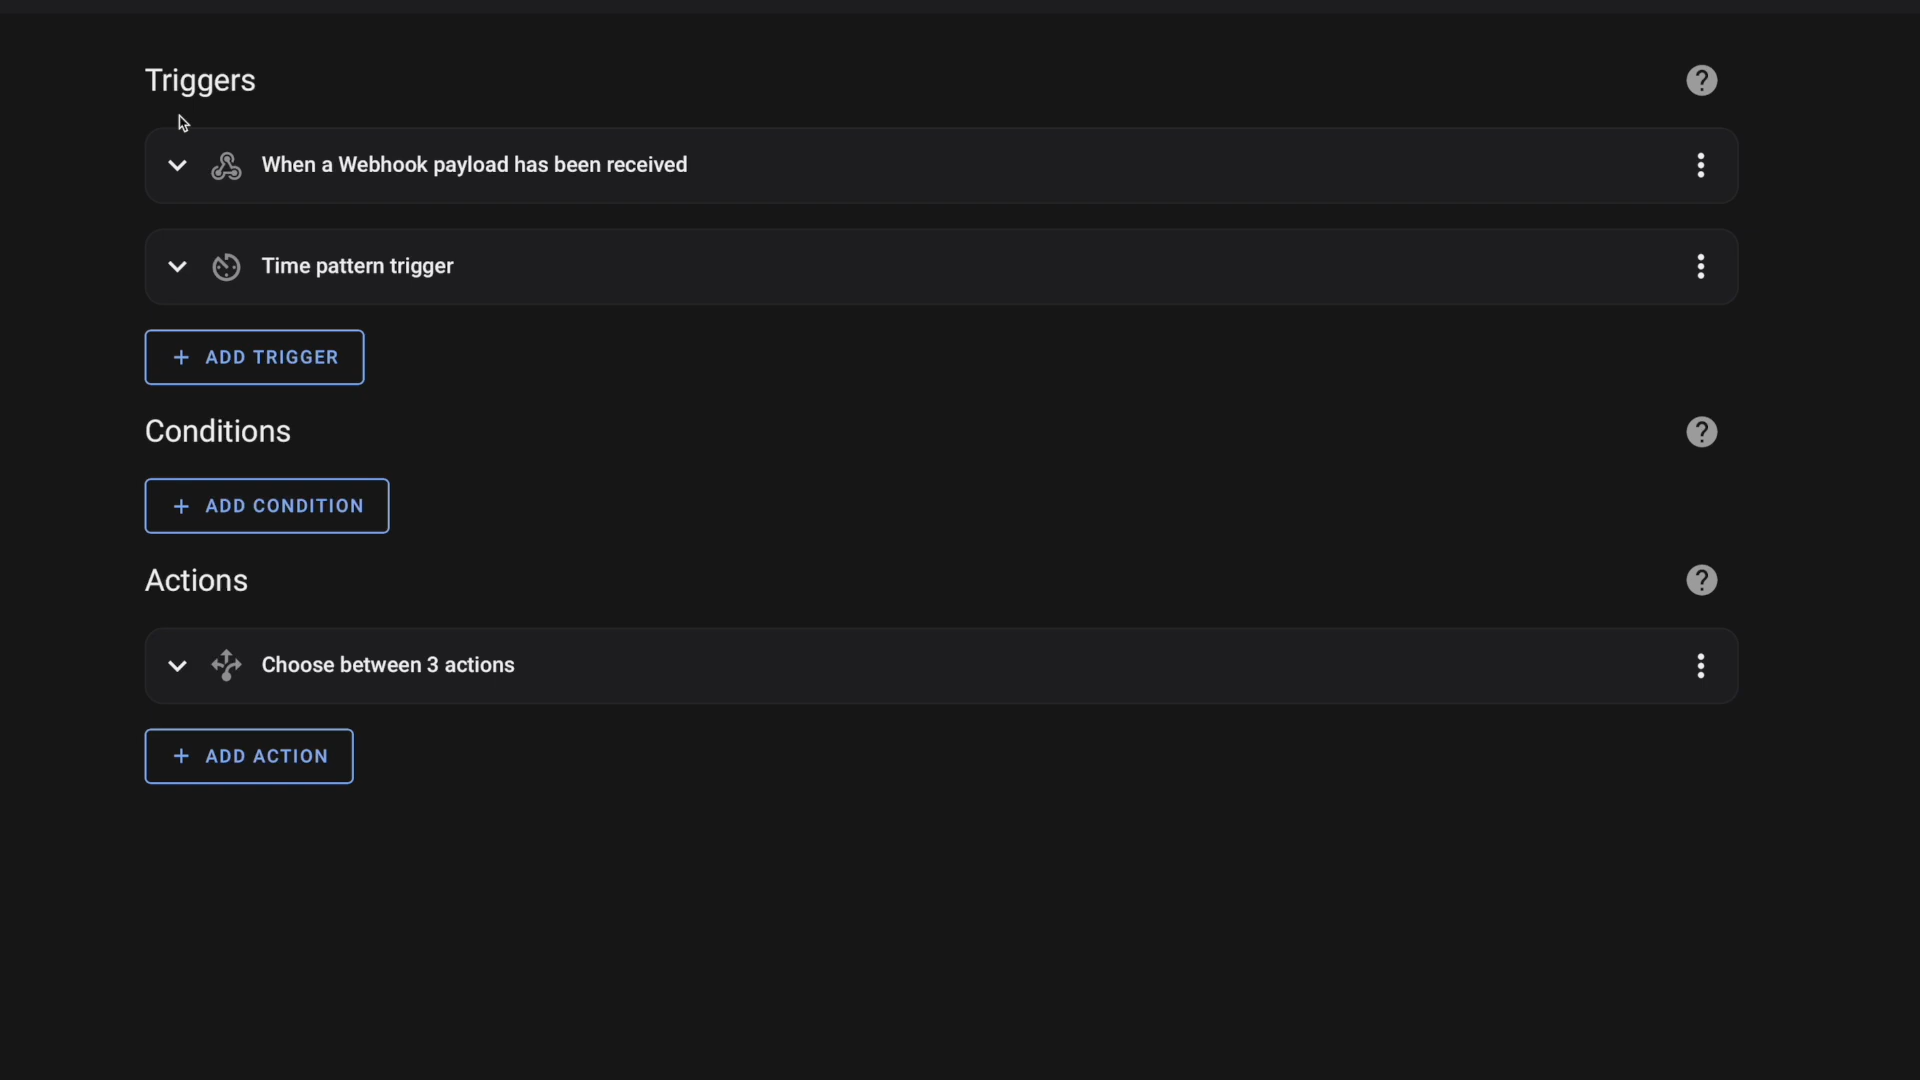 Triggers
When a Webhook payload has been received
Time pattern trigger
+ ADD TRIGGER
Conditions
+ ADD CONDITION
Actions
Choose between 3 actions
+ ADD ACTION